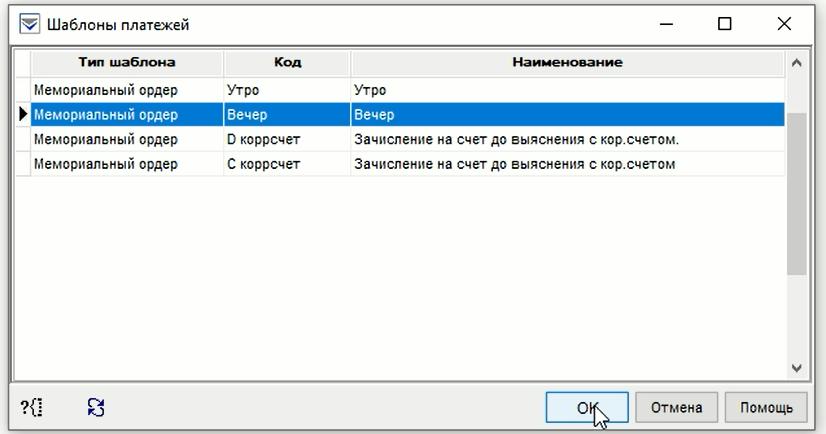 Шаблоны платежей
Тип шаблона Код Наименование
Мемориальный ордер Утро Утро
Мемориальный ордер Вечер Вечер
Мемориальный ордер D коррсчет Зачисление на счет до выяснения с кор.счетом.
Мемориальный ордер С коррсчет Зачисление на счет до выяснения с кор.счетом
?{ OK Отмена Помощь